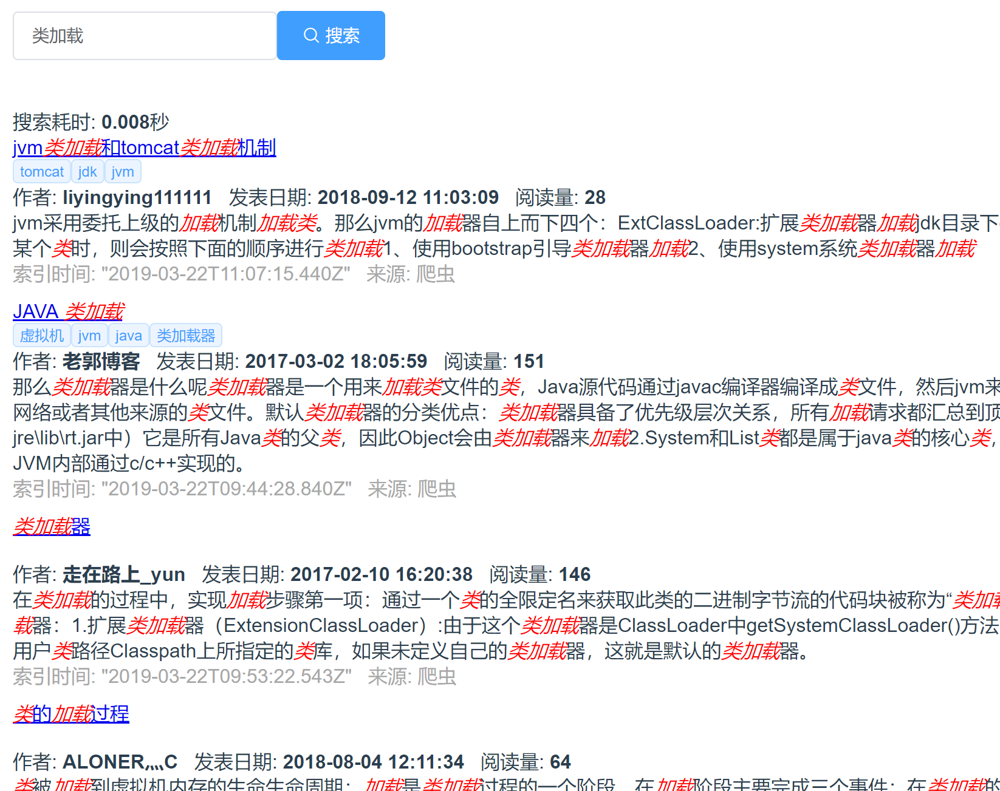 类加载
搜索
搜索耗时: 0.008秒
jvm类加载和tomcat类加载机制
tomcat jdk jvm
作者: liyingying111111 发表日期: 2018-09-12 11:03:09 阅读量: 28
jvm采用委托上级的加载机制加载类。那么jvm的加载器自上而下四个：ExtClassLoader:扩展类加载器加载jdk目录下
某个类时，则会按照下面的顺序进行类加载1、使用bootstrap引导类加载器加载2、使用system系统类加载器加载
索引时间: "2019-03-22T11:07:15.440Z" 来源: 爬虫
JAVA 类加载
虚拟机 jvm java 类加载器
作者: 老郭博客 发表日期: 2017-03-02 18:05:59 阅读量: 151
那么类加载器是什么呢类加载器是一个用来加载类文件的类，Java源代码通过javac编译器编译成类文件，然后jvm来
网络或者其他来源的类文件。默认类加载器的分类优点：类加载器具备了优先级层次关系，所有加载请求都汇总到顶
jre\lib\rt.jar中）它是所有Java类的父类，因此Object会由类加载器来加载2.System和List类都是属于java类的核心类，
JVM内部通过c/c++实现的。
索引时间: "2019-03-22T09:44:28.840Z" 来源: 爬虫
类加载器
作者: 走在路上_yun 发表日期: 2017-02-10 16:20:38 阅读量: 146
在类加载的过程中，实现加载步骤第一项：通过一个类的全限定名来获取此类的二进制字节流的代码块被称为“类加载
载器：1.扩展类加载器（ExtensionClassLoader）:由于这个类加载器是ClassLoader中getSystemClassLoader()方法
用户类路径Classpath上所指定的类库，如果未定义自己的类加载器，这就是默认的类加载器。
索引时间: "2019-03-22T09:53:22.543Z" 来源: 爬虫
类的加载过程
作者: ALONER灬C 发表日期: 2018-08-04 12:11:34 阅读量: 64
类被加载到虚拟机内存的生命生命周期：加载是类加载过程的一个阶段，在加载阶段主要完成三个事件：在类加载的